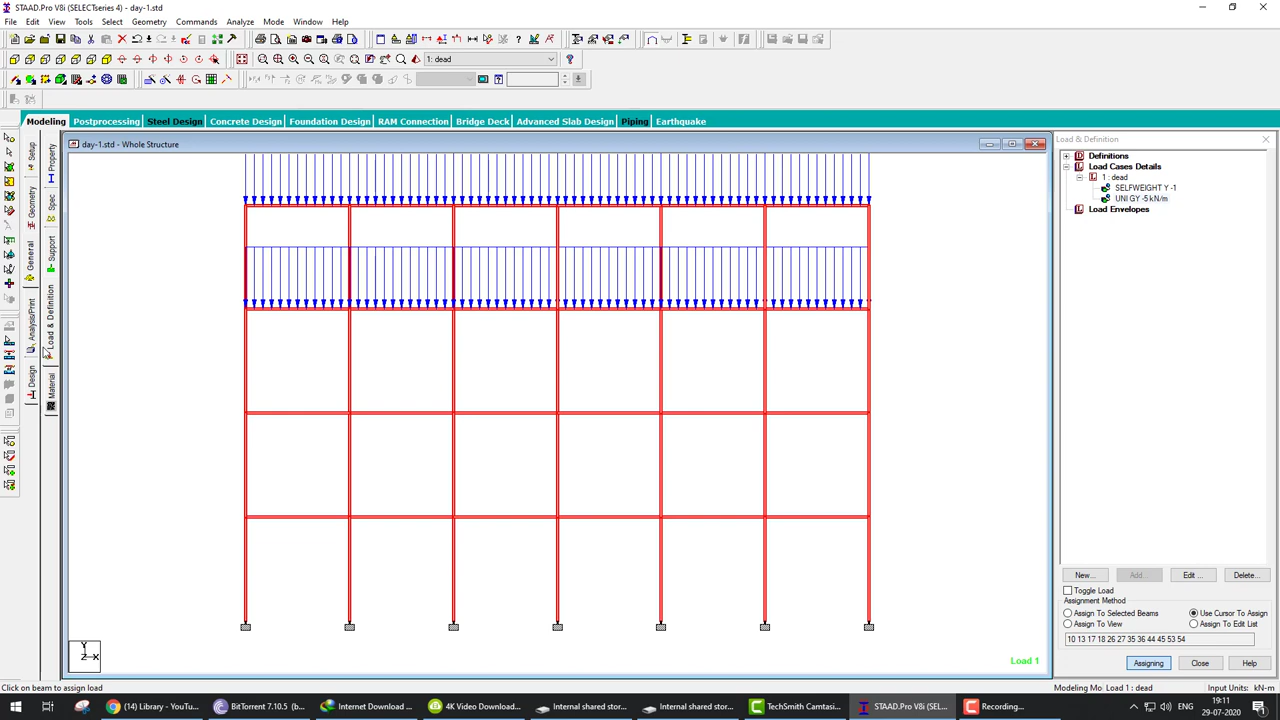 STAAD.Pro V8i (SELECTseries 4) - day-1.std
File Edit View Tools Select Geometry Commands Analyze Mode Window Help
1: dead
Modeling Postprocessing Steel Design Concrete Design Foundation Design RAM Connection Bridge Deck Advanced Slab Design Piping Earthquake
Setup
Geometry
General
Analysis/Print
Design
Property
Spec
Support
Load & Definition
Material
day-1.std - Whole Structure
Y
Z X
Load 1
Load & Definition
Definitions
Load Cases Details
1 : dead
SELFWEIGHT Y -1
UNI GY -5 kN/m
Load Envelopes
New... Add... Edit ... Delete...
Toggle Load
Assignment Method
Assign To Selected Beams Use Cursor To Assign
Assign To View Assign To Edit List
10 13 17 18 26 27 35 36 44 45 53 54
Assigning Close Help
Click on beam to assign load
Modeling Mo Load 1 : dead Input Units: kN-m
(14) Library - YouTu...
BitTorrent 7.10.5 (b...
Internet Download ...
4K Video Downloa...
Internal shared stor...
Internal shared stor...
TechSmith Camtasi...
STAAD.Pro V8i (SEL...
Recording...
ENG
19:11
29-07-2020